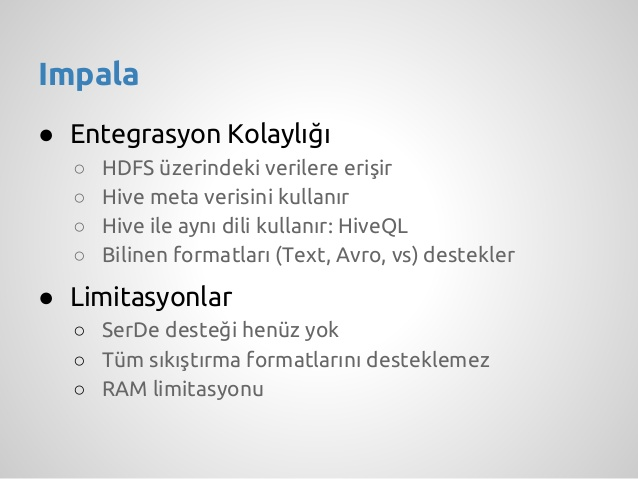 Impala
● Entegrasyon Kolaylığı
○ HDFS üzerindeki verilere erişir
○ Hive meta verisini kullanır
○ Hive ile aynı dili kullanır: HiveQL
○ Bilinen formatları (Text, Avro, vs) destekler
● Limitasyonlar
○ SerDe desteği henüz yok
○ Tüm sıkıştırma formatlarını desteklemez
○ RAM limitasyonu